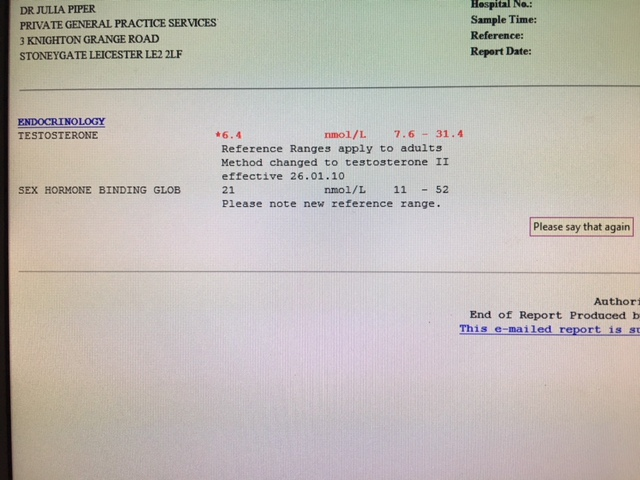 DR JULIA PIPER
PRIVATE GENERAL PRACTICE SERVICES
3 KNIGHTON GRANGE ROAD
STONEYGATE LEICESTER LE2 2LF
Hospital No.:
Sample Time:
Reference:
Report Date:
ENDOCRINOLOGY
TESTOSTERONE *6.4 nmol/L 7.6 - 31.4
Reference Ranges apply to adults
Method changed to testosterone II
effective 26.01.10
SEX HORMONE BINDING GLOB 21 nmol/L 11 - 52
Please note new reference range.
Please say that again
Authori
End of Report Produced b
This e-mailed report is su